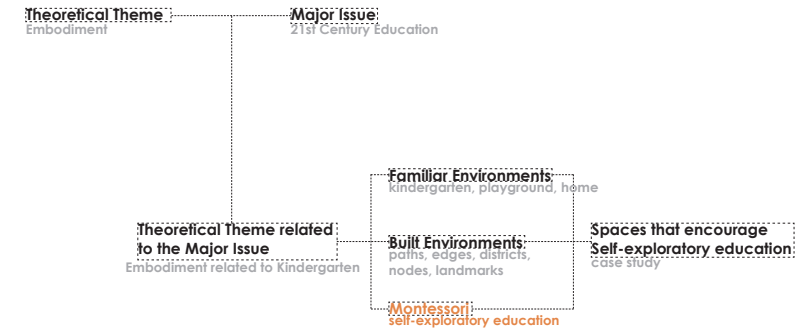 Theoretical Theme
Embodiment
Major Issue
21st Century Education
Familiar Environments
kindergarten, playground, home
Theoretical Theme related
to the Major Issue
Embodiment related to Kindergarten
Built Environments
paths, edges, districts,
nodes, landmarks
Spaces that encourage
Self-exploratory education
case study
Montessori
self-exploratory education